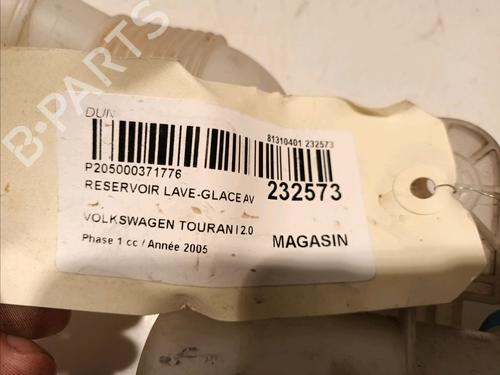 B-PARTS
DUN
81310401 232573
P205000371776
RESERVOIR LAVE-GLACE AV
232573
VOLKSWAGEN TOURAN I 2.0
MAGASIN
Phase 1 cc / Année 2005